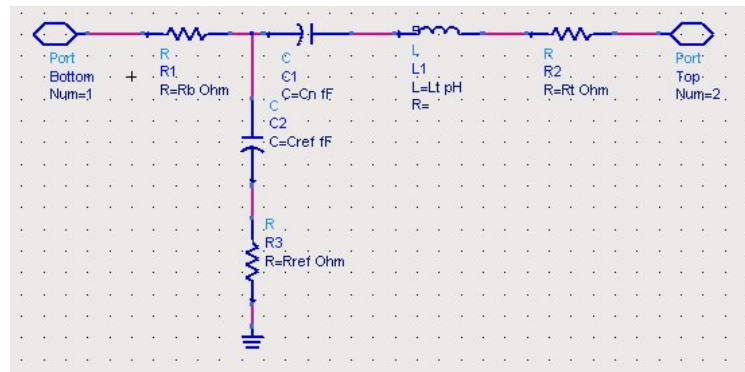 Port
Bottom
Num=1
R
R1
R=Rb Ohm
C
C1
C=Cn fF
L
L1
L=Lt pH
R=
R
R2
R=Rt Ohm
Port
Top
Num=2
C
C2
C=Cref fF
R
R3
R=Rref Ohm